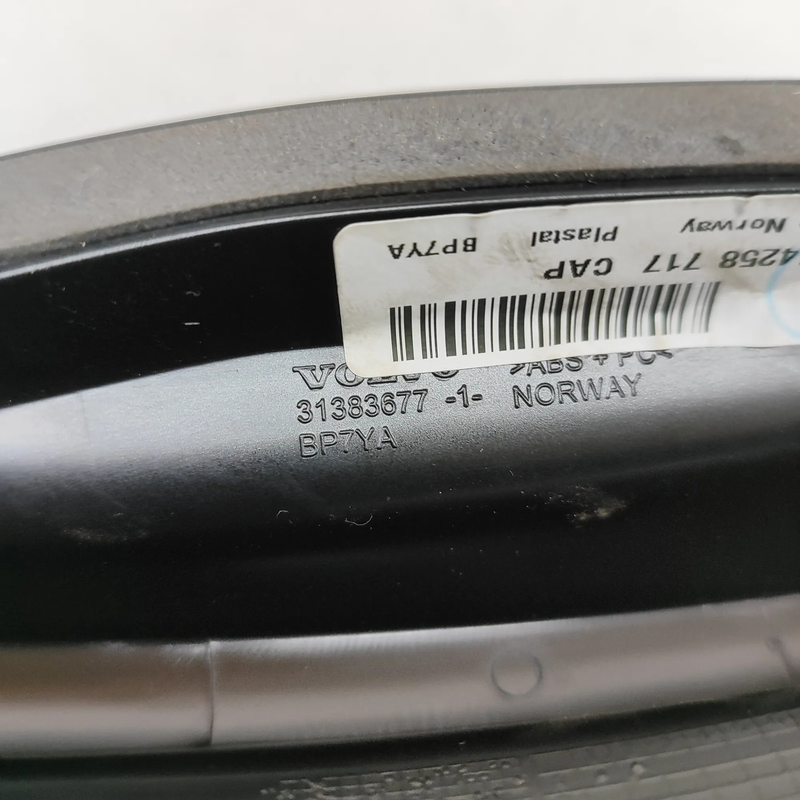 Norway Plastal BP7YA
4258 717 CAP
VOLVO >ABS + PC<
31383677 -1- NORWAY
BP7YA